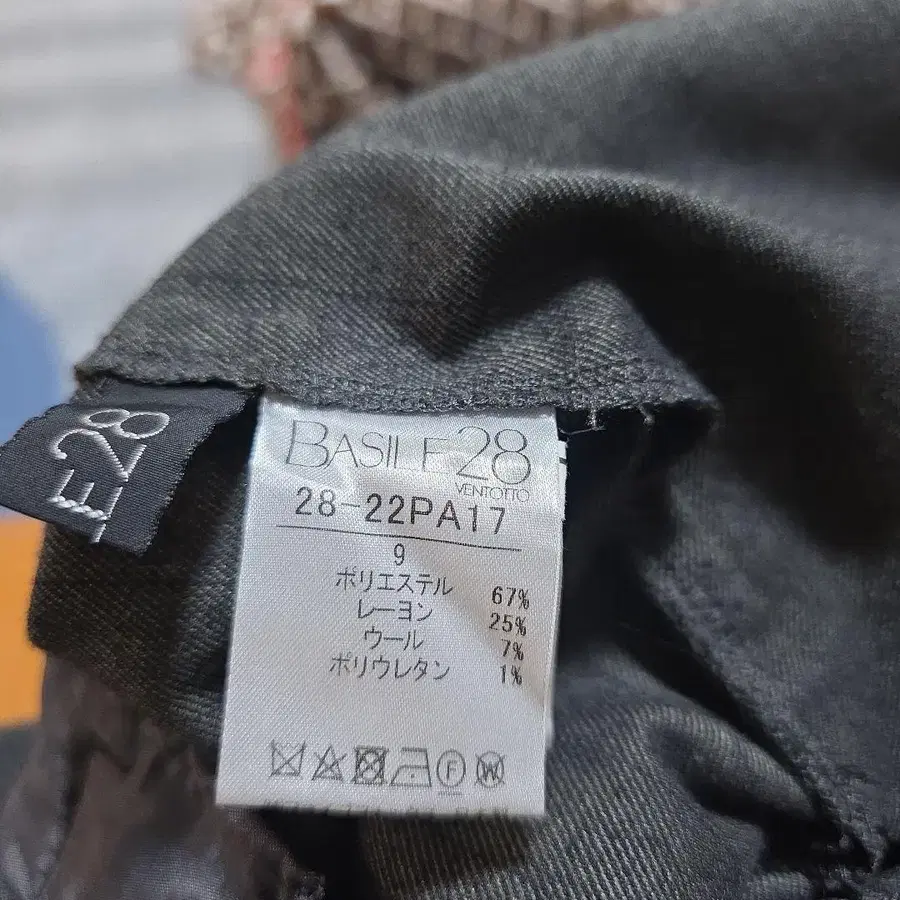 E28
BASILE28
VENTOTTO
28-22PA17
9
ポリエステル 67%
レーヨン 25%
ウール 7%
ポリウレタン 1%
F W